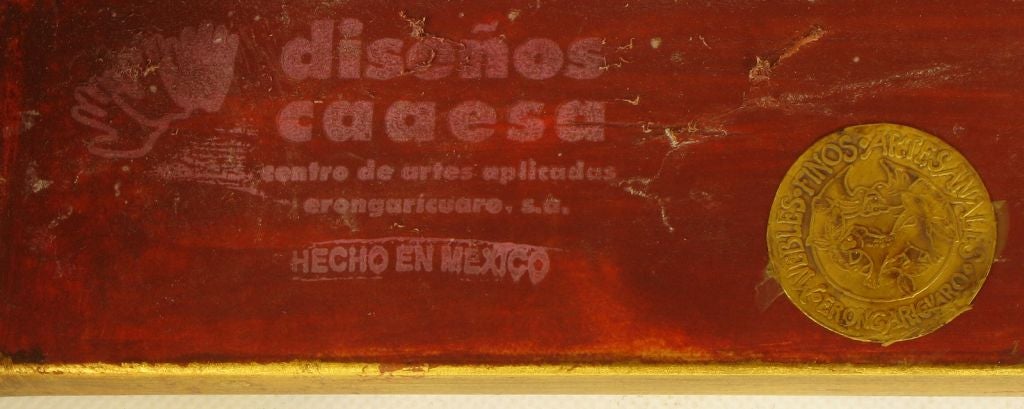 diseños
caaesa
centro de artes aplicadas
erongaricuaro, s.a.
HECHO EN MEXICO
MUEBLES·FINOS·ARTESANALES·
ERONGARICUARO